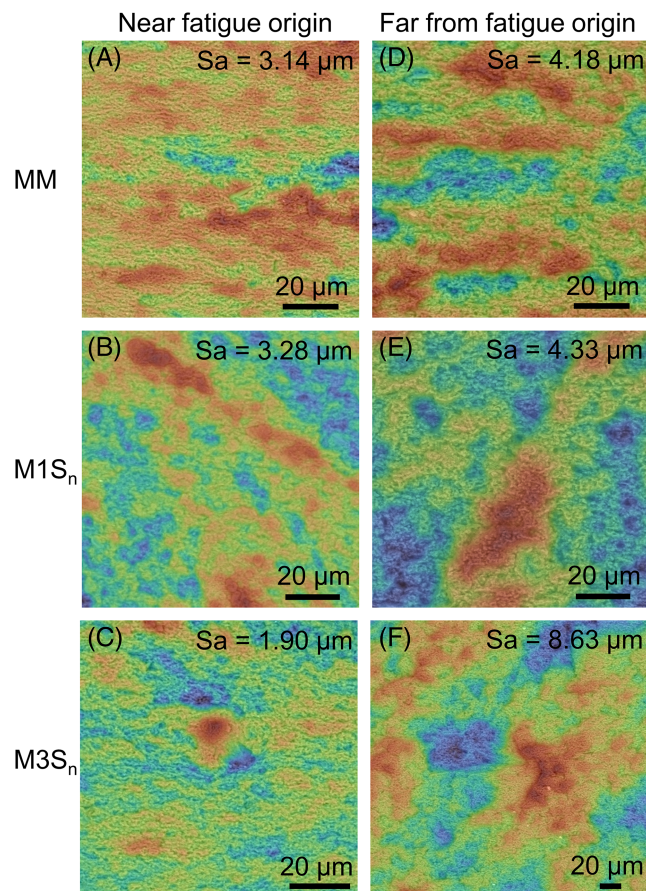 Near fatigue origin
Far from fatigue origin
MM
(A)
Sa = 3.14 µm
20 µm
(D)
Sa = 4.18 µm
20 µm
M1Sn
(B)
Sa = 3.28 µm
20 µm
(E)
Sa = 4.33 µm
20 µm
M3Sn
(C)
Sa = 1.90 µm
20 µm
(F)
Sa = 8.63 µm
20 µm